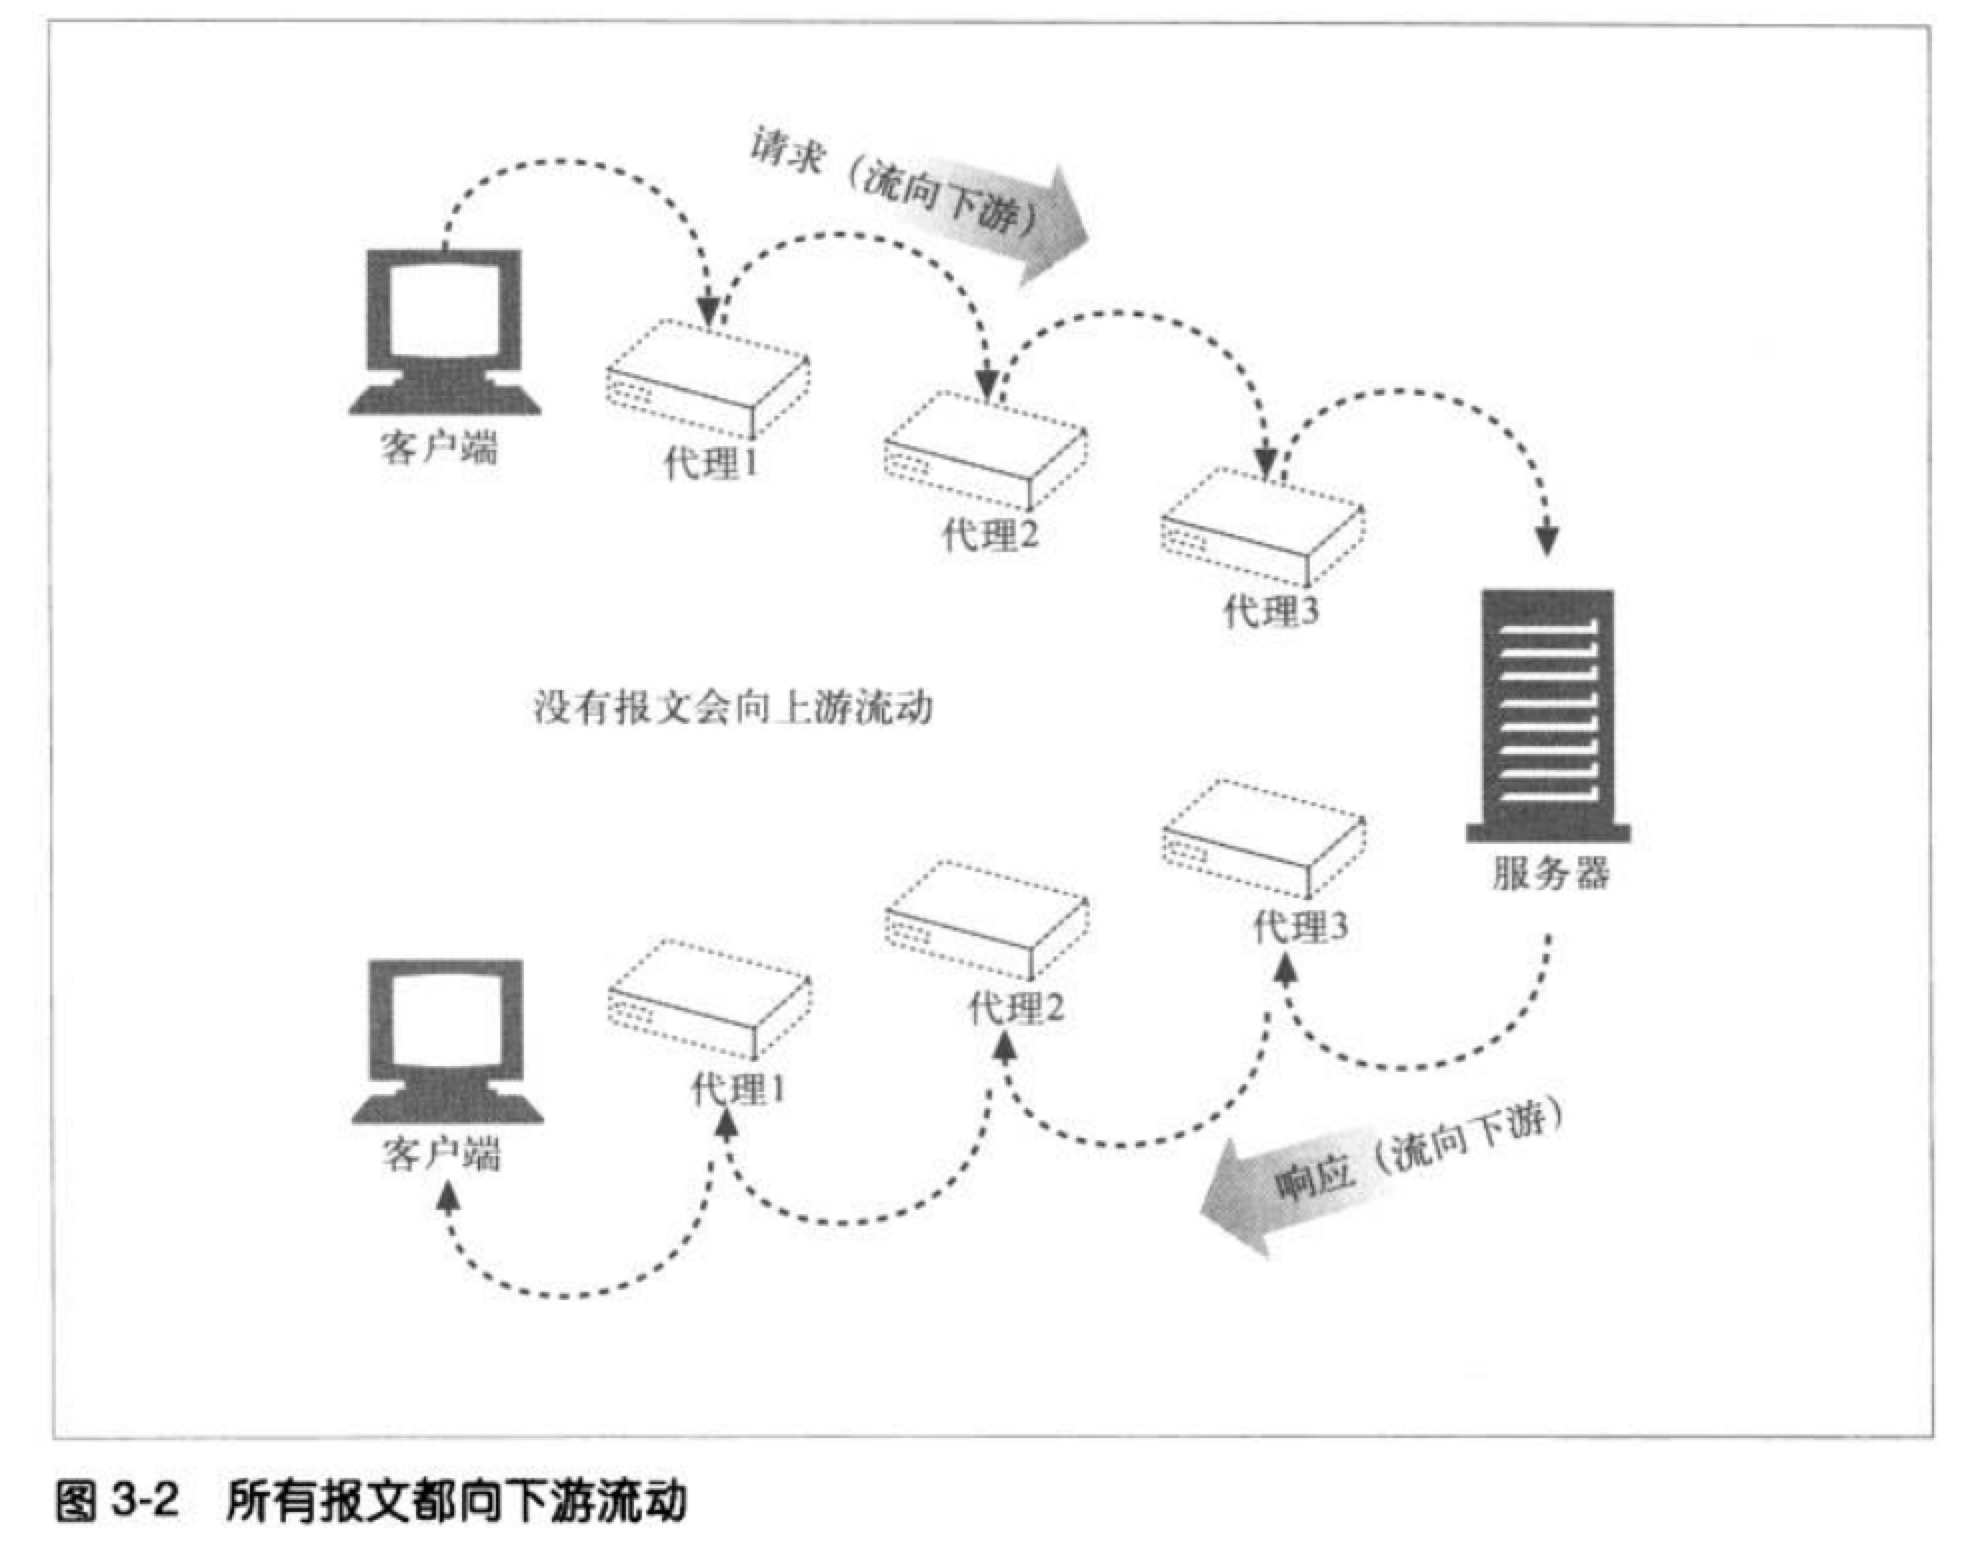 请求（流向下游）
客户端
代理1
代理2
代理3
没有报文会向上游流动
服务器
代理3
代理2
代理1
客户端
响应（流向下游）
图 3-2 所有报文都向下游流动